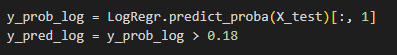 y_prob_log = LogRegr.predict_proba(X_test)[:, 1]
y_pred_log = y_prob_log > 0.18